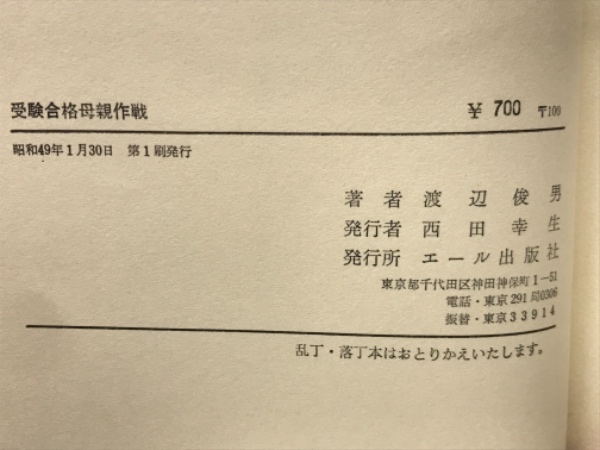 受験合格母親作戦 ¥ 700 〒100
昭和49年1月30日 第1刷発行
著者 渡辺俊男
発行者 西田幸生
発行所 エール出版社
東京都千代田区神田神保町1−51
電話・東京291局0306
振替・東京33914
乱丁・落丁本はおとりかえいたします。